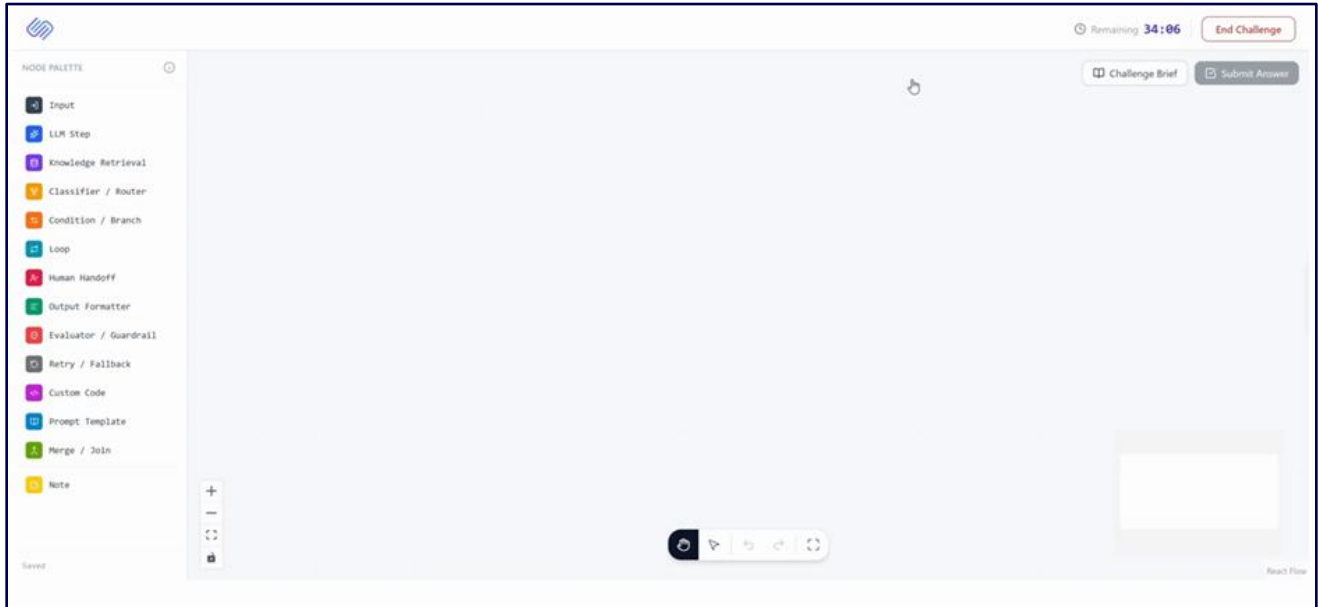 Remaining 34:06 End Challenge
NODE PALETTE
Challenge Brief Submit Answer
Input
LLM Step
Knowledge Retrieval
Classifier / Router
Condition / Branch
Loop
Human Handoff
Output Formatter
Evaluator / Guardrail
Retry / Fallback
Custom Code
Prompt Template
Merge / Join
Note
Saved
React Flow